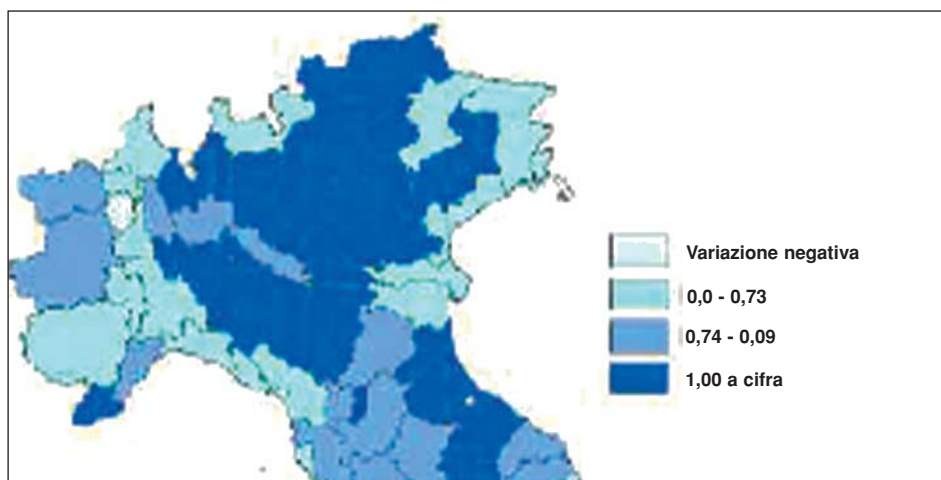 Variazione negativa
0,0 - 0,73
0,74 - 0,09
1,00 a cifra